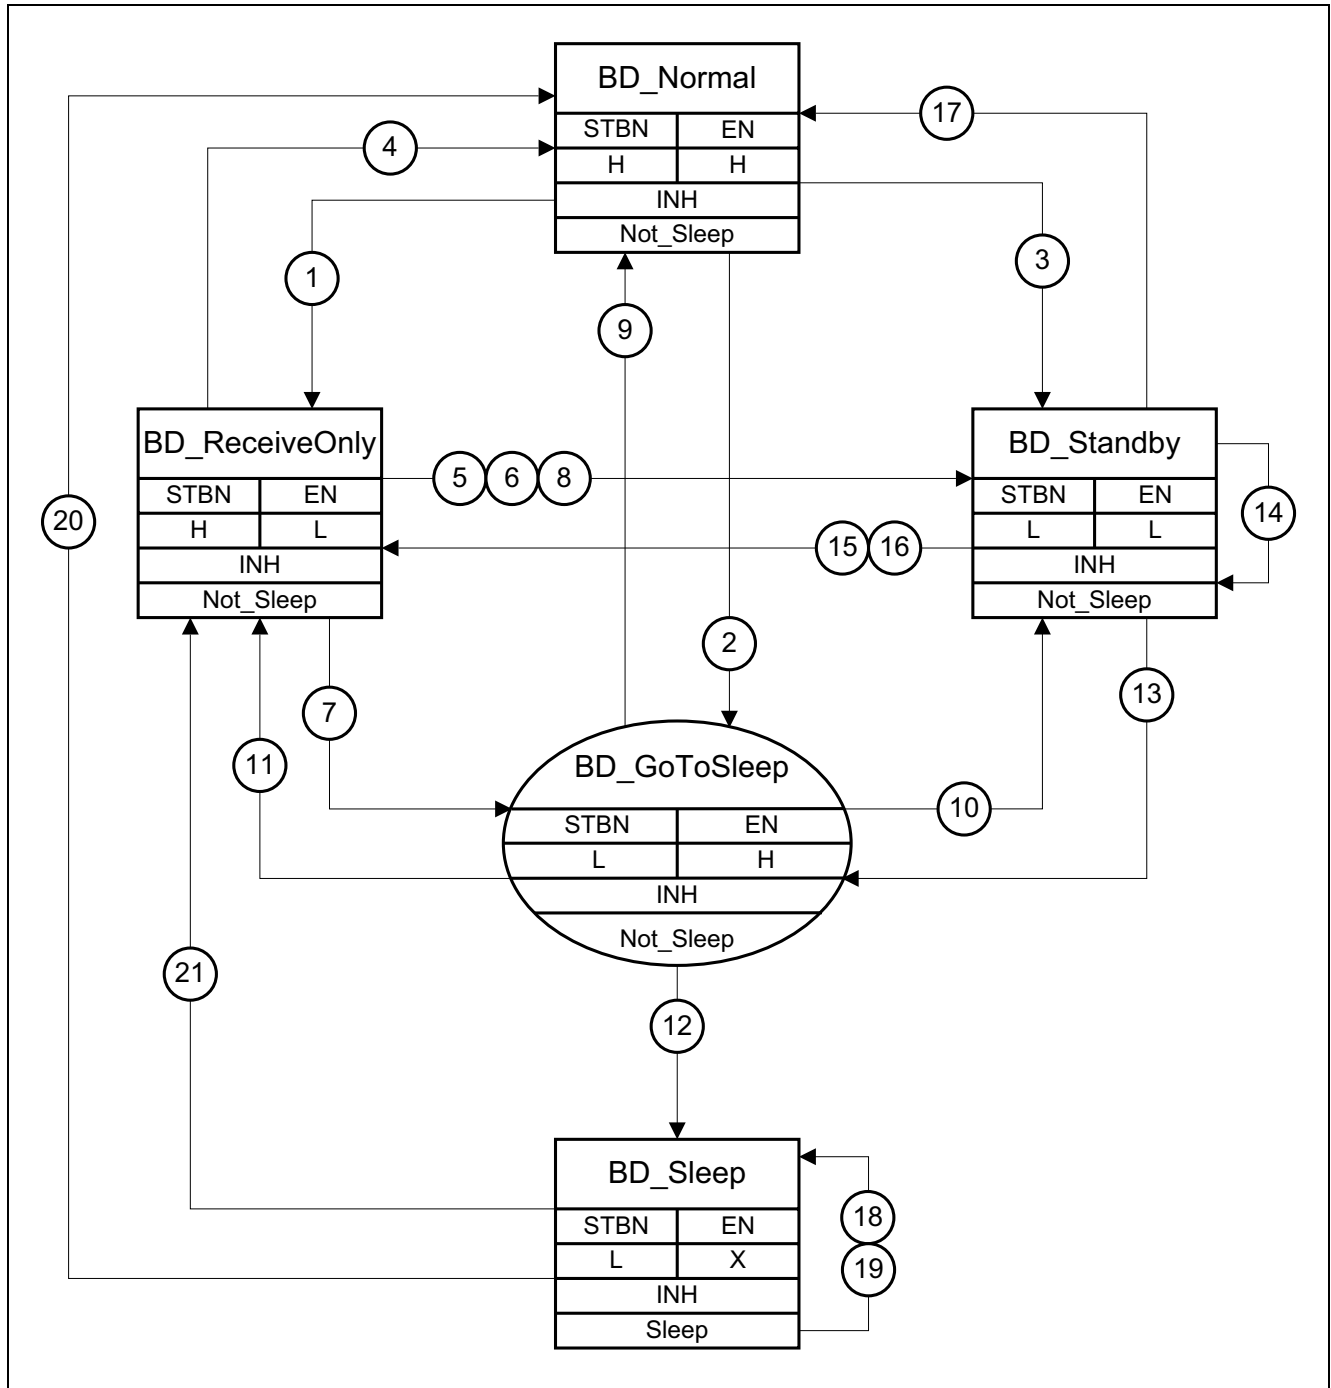 BD_Normal
STBN EN
H H
INH
Not_Sleep
17
4
3
1
9
BD_ReceiveOnly
STBN EN
H L
INH
Not_Sleep
5 6 8
15 16
BD_Standby
STBN EN
L L
INH
Not_Sleep
14
20
2
13
7
11
10
BD_GoToSleep
STBN EN
L H
INH
Not_Sleep
21
12
BD_Sleep
STBN EN
L X
INH
Sleep
18
19